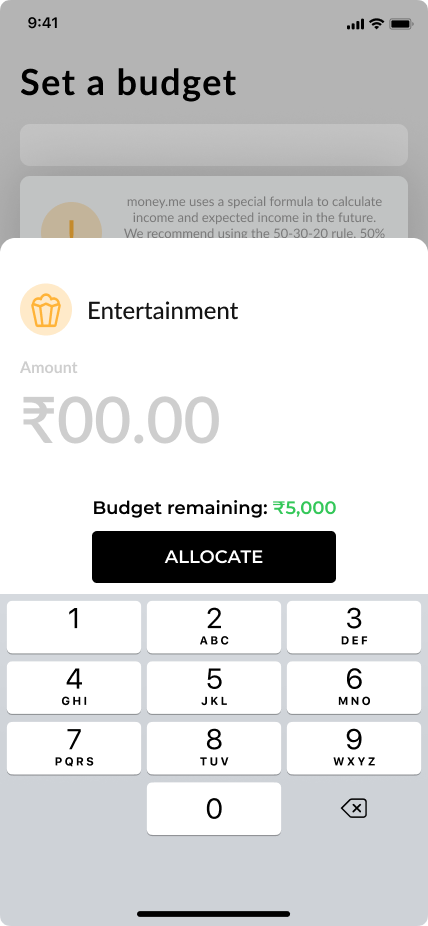 9:41
Set a budget
money.me uses a special formula to calculate
income and expected income in the future.
We recommend using the 50-30-20 rule. 50%
Entertainment
Amount
₹00.00
Budget remaining: ₹5,000
ALLOCATE
1
2
3
ABC
DEF
4
5
6
GHI
JKL
MNO
7
8
9
PQRS
TUV
WXYZ
0